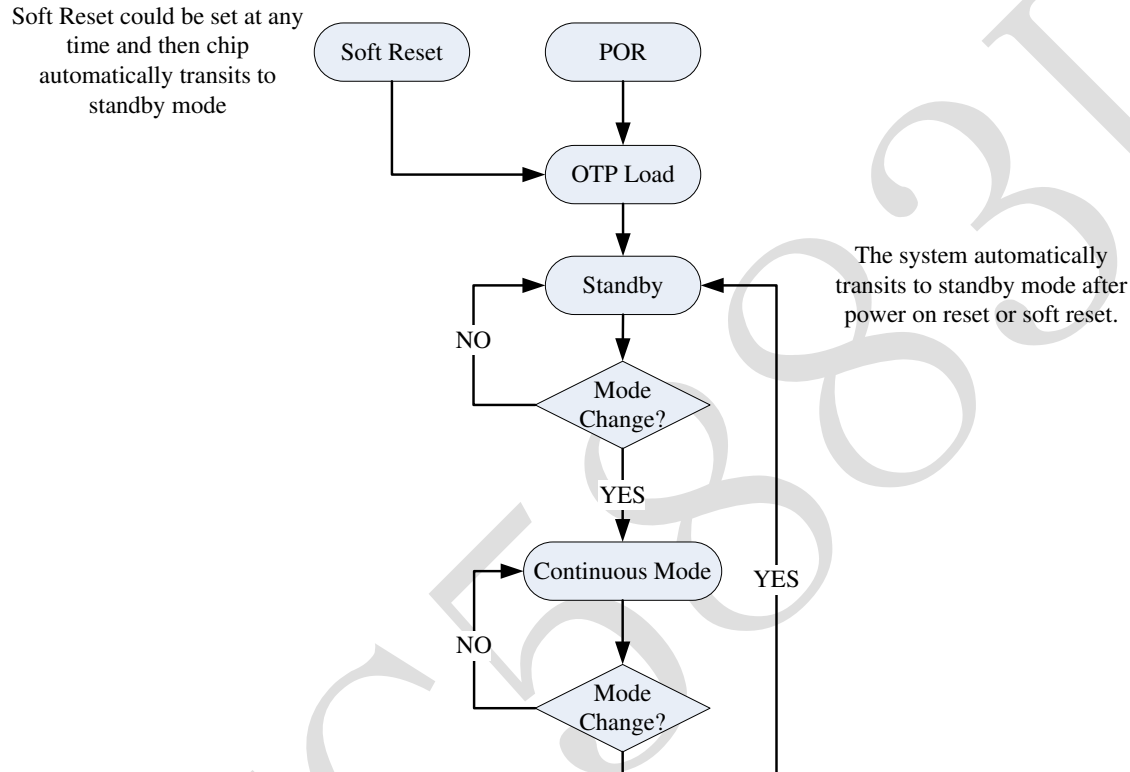 Soft Reset could be set at any
time and then chip
automatically transits to
standby mode
Soft Reset
POR
OTP Load
Standby
The system automatically
transits to standby mode after
power on reset or soft reset.
NO
Mode
Change?
YES
Continuous Mode
YES
NO
Mode
Change?